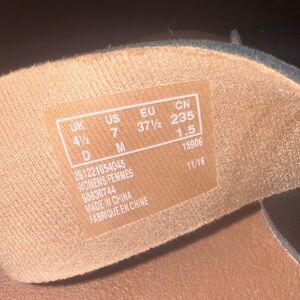 UK US EU CN
4½ 7 37½ 235
D M 1.5
261221054045 15906
WOMENS/FEMMES 11/16
50630744
MADE IN CHINA
FABRIQUE EN CHINE